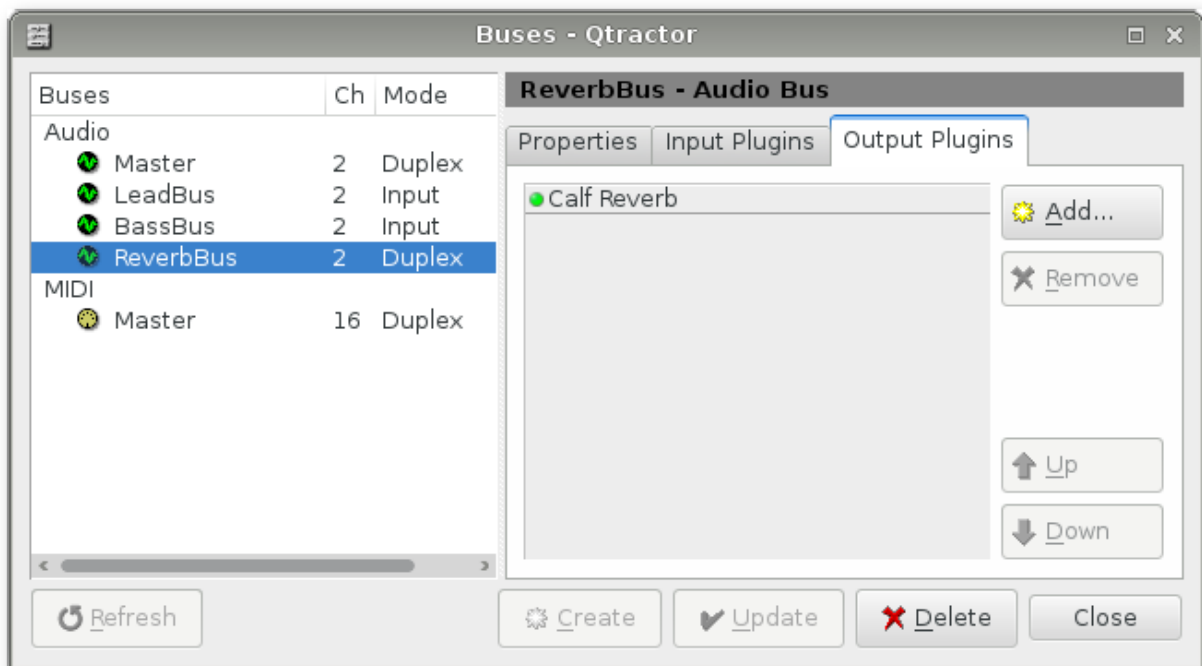 Buses - Qtractor
Buses Ch Mode
Audio
Master 2 Duplex
LeadBus 2 Input
BassBus 2 Input
ReverbBus 2 Duplex
MIDI
Master 16 Duplex
ReverbBus - Audio Bus
Properties Input Plugins Output Plugins
Calf Reverb
Add...
Remove
Up
Down
Refresh Create Update Delete Close